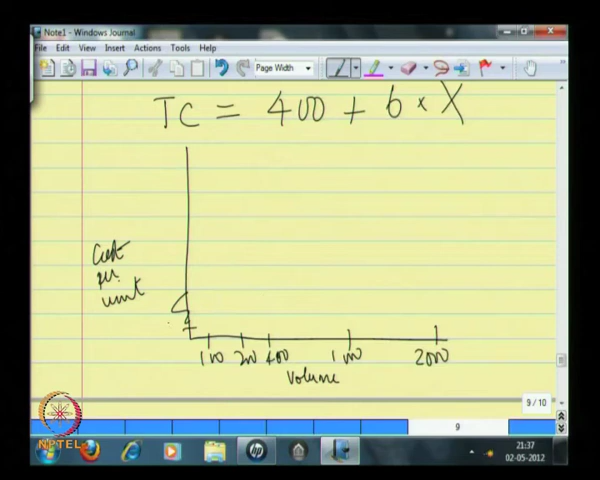 Note1 - Windows Journal
File Edit View Insert Actions Tools Help
Page Width
TC = 400 + 6 × X
Cost
per
unit
100 200 400 1000 2000
Volume
9 / 10
9
NPTEL
21:37
02-05-2012